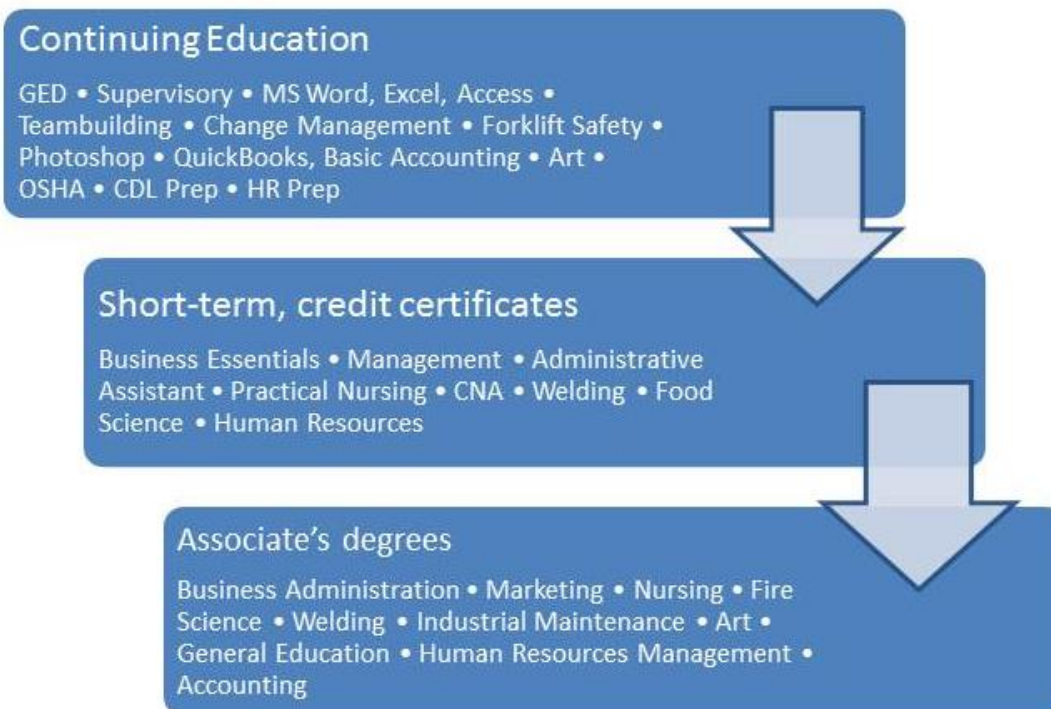 Continuing Education
GED • Supervisory • MS Word, Excel, Access •
Teambuilding • Change Management • Forklift Safety •
Photoshop • QuickBooks, Basic Accounting • Art •
OSHA • CDL Prep • HR Prep
Short-term, credit certificates
Business Essentials • Management • Administrative
Assistant • Practical Nursing • CNA • Welding • Food
Science • Human Resources
Associate's degrees
Business Administration • Marketing • Nursing • Fire
Science • Welding • Industrial Maintenance • Art •
General Education • Human Resources Management •
Accounting